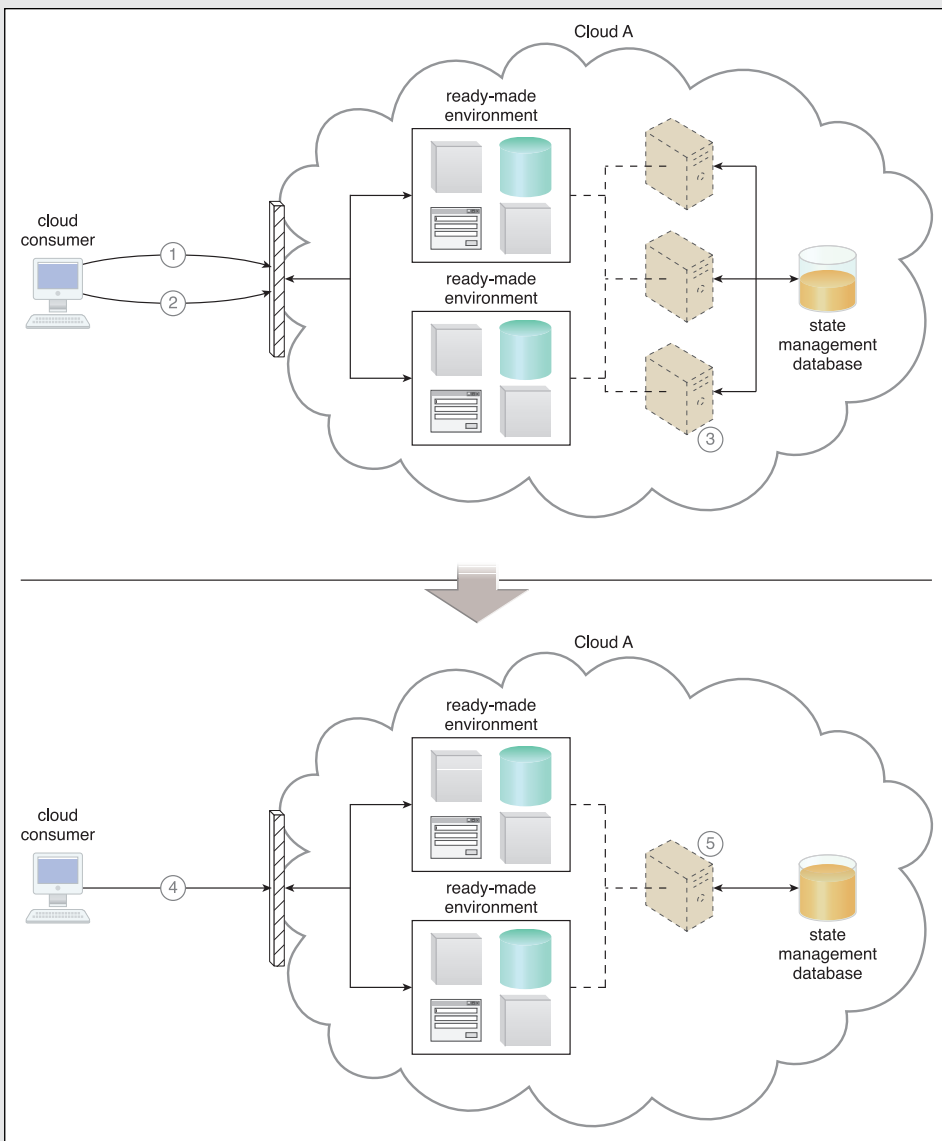 Cloud A
ready-made
environment
cloud
consumer
1
2
ready-made
environment
state
management
database
3
Cloud A
ready-made
environment
cloud
consumer
4
5
ready-made
environment
state
management
database